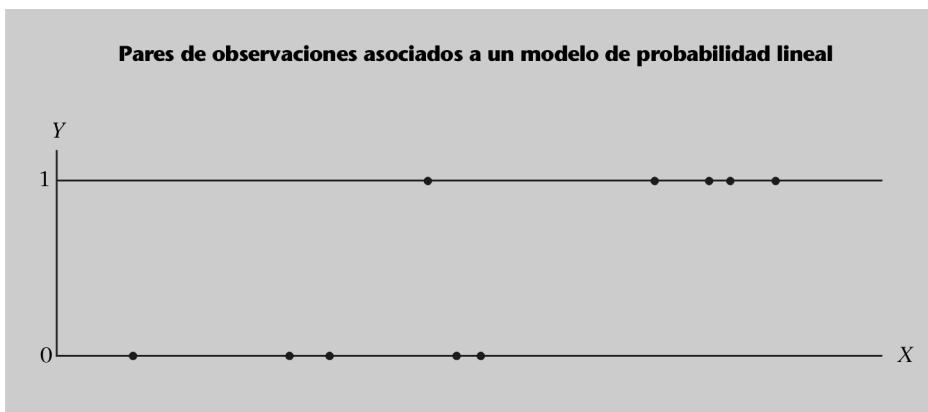 Pares de observaciones asociados a un modelo de probabilidad lineal
Y
1
0
X